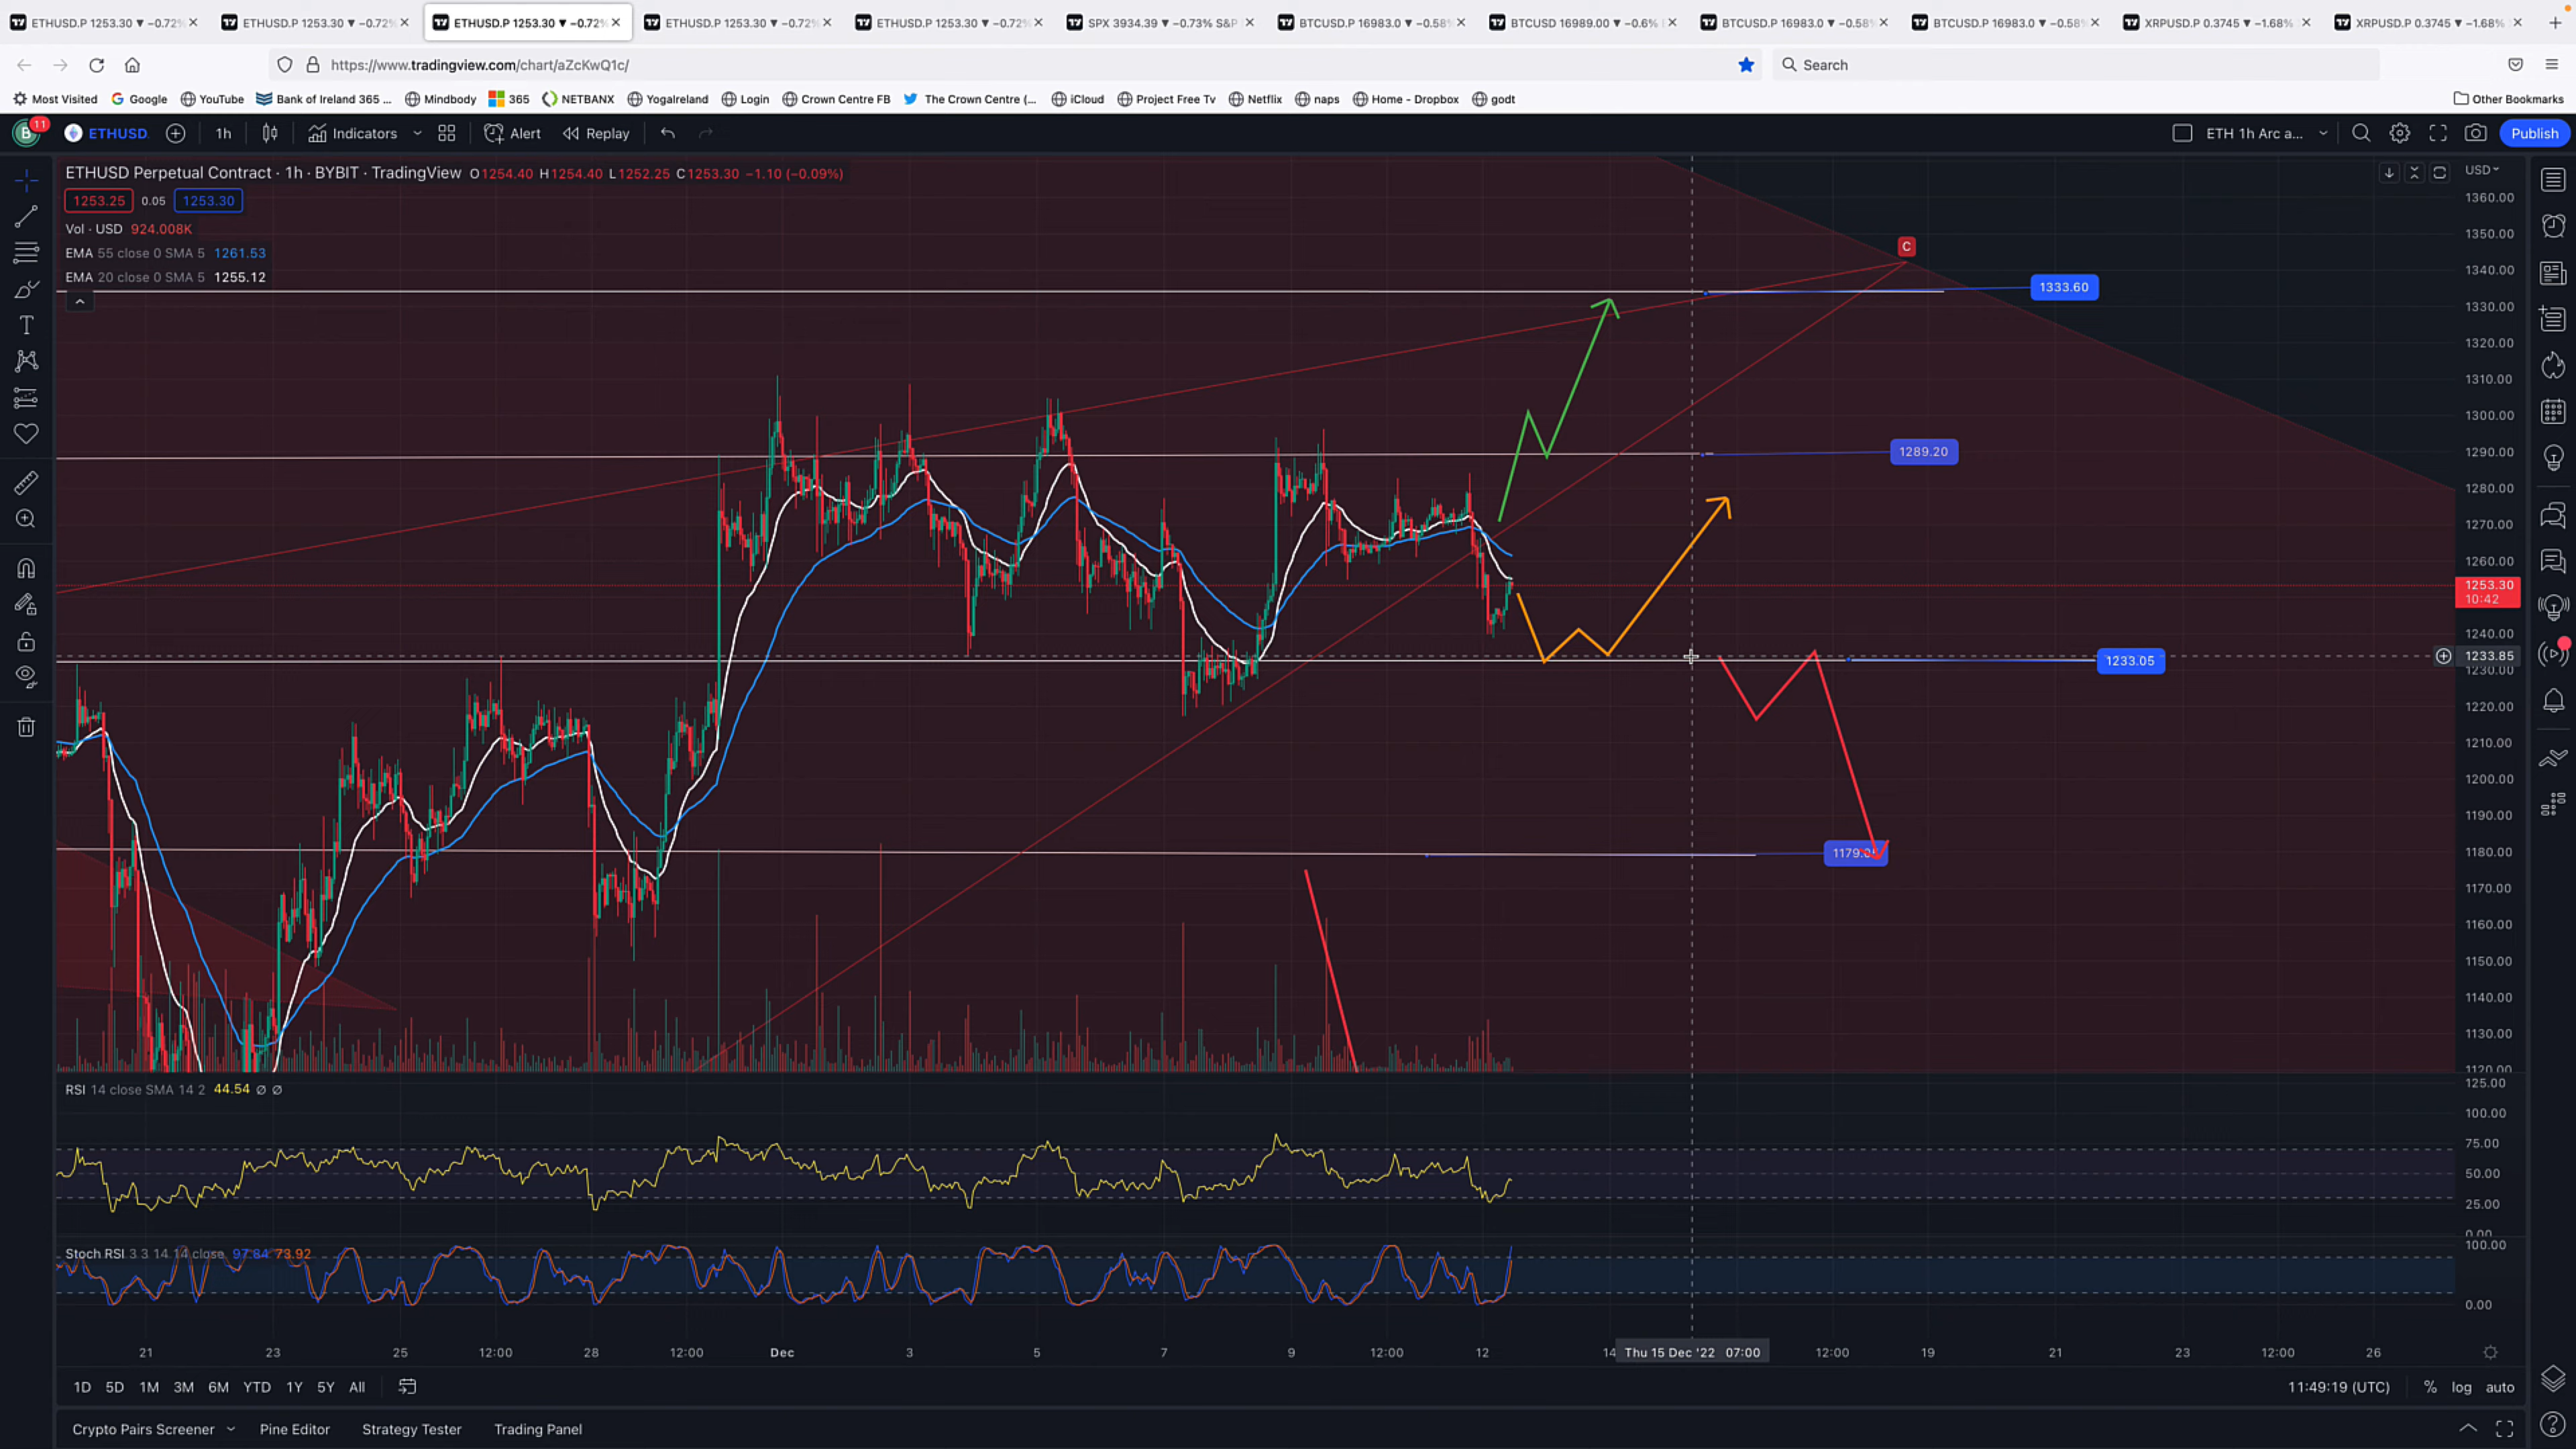 ETHUSD.P 1253.30 ▼ −0.72%
ETHUSD.P 1253.30 ▼ −0.72%
ETHUSD.P 1253.30 ▼ −0.72%
ETHUSD.P 1253.30 ▼ −0.72%
ETHUSD.P 1253.30 ▼ −0.72%
SPX 3934.39 ▼ −0.73% S&P
BTCUSD.P 16983.0 ▼ −0.58%
BTCUSD 16989.00 ▼ −0.6%
BTCUSD.P 16983.0 ▼ −0.58%
BTCUSD.P 16983.0 ▼ −0.58%
XRPUSD.P 0.3745 ▼ −1.68%
XRPUSD.P 0.3745 ▼ −1.68%
https://www.tradingview.com/chart/aZcKwQ1c/
Search
Most Visited Google YouTube Bank of Ireland 365 ... Mindbody 365 NETBANX YogaIreland Login Crown Centre FB The Crown Centre (... iCloud Project Free Tv Netflix naps Home - Dropbox godt Other Bookmarks
B 11 ETHUSD 1h Indicators Alert Replay ETH 1h Arc a... Publish
ETHUSD Perpetual Contract · 1h · BYBIT · TradingView O1254.40 H1254.40 L1252.25 C1253.30 −1.10 (−0.09%)
1253.25 0.05 1253.30
Vol · USD 924.008K
EMA 55 close 0 SMA 5 1261.53
EMA 20 close 0 SMA 5 1255.12
USD
1360.00
1350.00
C
1340.00
1333.60
1330.00
1320.00
1310.00
1300.00
1289.20
1290.00
1280.00
1270.00
1260.00
1253.30
10:42
1240.00
1233.85
1233.05
1230.00
1220.00
1210.00
1200.00
1190.00
1180.00
1170.00
1160.00
1150.00
1140.00
1130.00
1120.00
RSI 14 close SMA 14 2 44.54 ∅ ∅
125.00
100.00
75.00
50.00
25.00
0.00
Stoch RSI 3 3 14 14 close 97.84 73.92
100.00
0.00
21 23 25 12:00 28 12:00 Dec 3 5 7 9 12:00 12 14 Thu 15 Dec '22 07:00 12:00 19 21 23 12:00 26
1D 5D 1M 3M 6M YTD 1Y 5Y All 11:49:19 (UTC) % log auto
Crypto Pairs Screener Pine Editor Strategy Tester Trading Panel